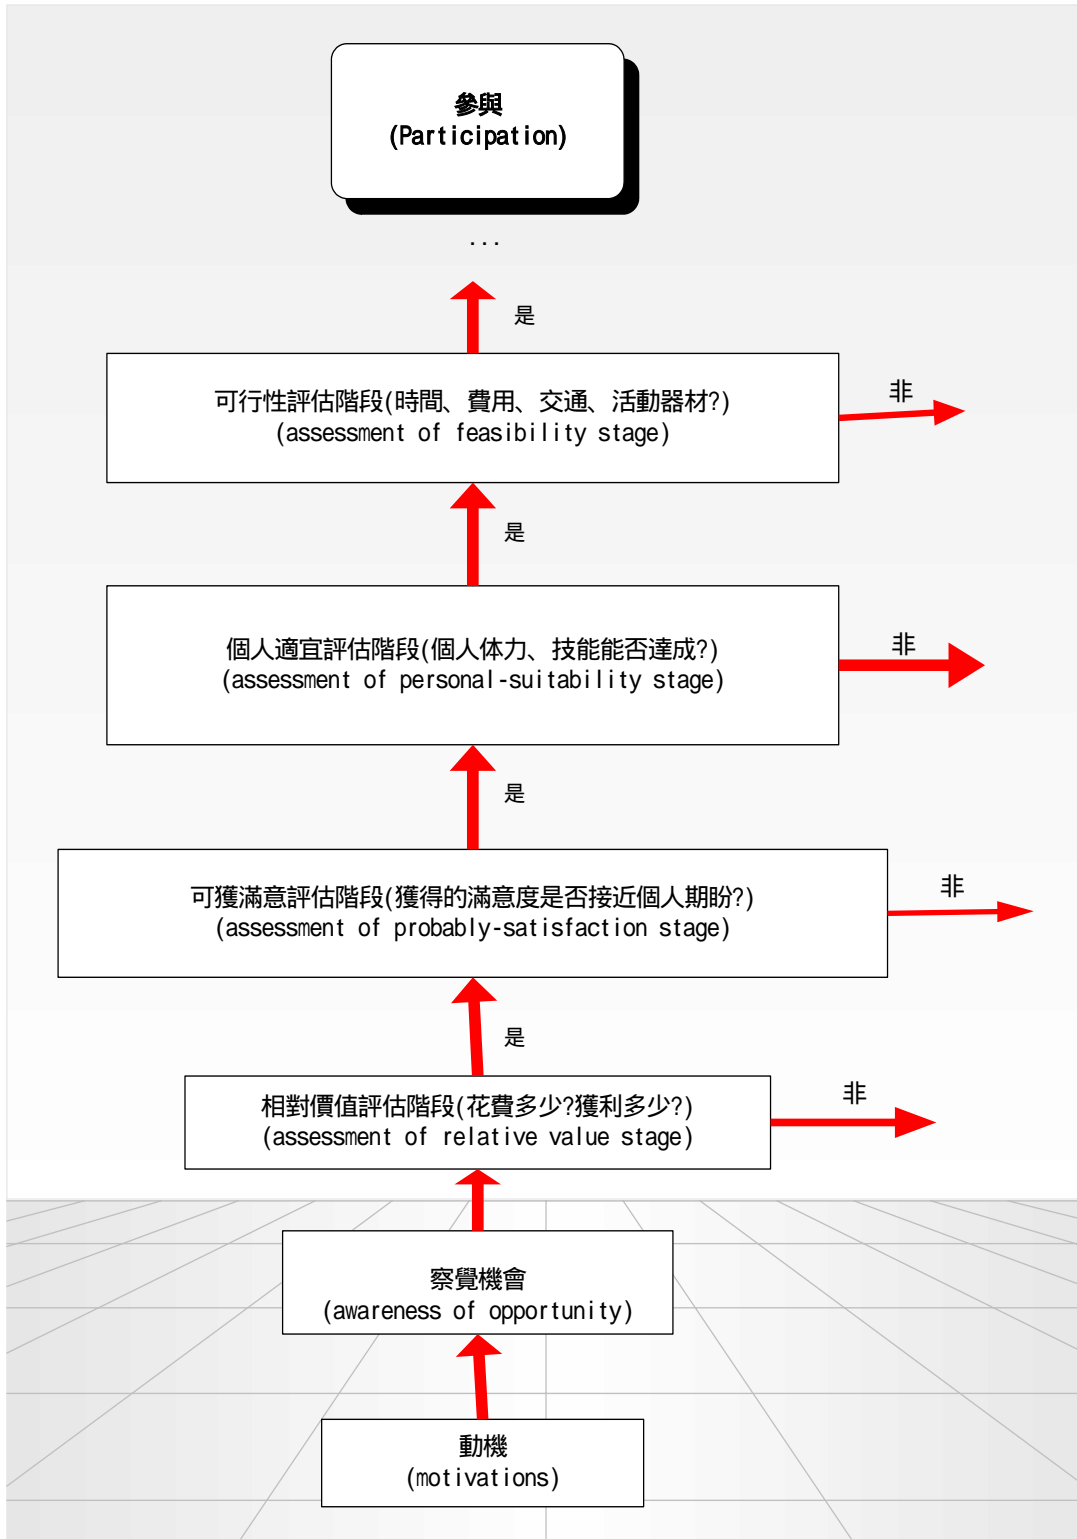 參與
(Participation)
...
是
可行性評估階段(時間、費用、交通、活動器材?)
(assessment of feasibility stage)
非
是
個人適宜評估階段(個人体力、技能能否達成?)
(assessment of personal-suitability stage)
非
是
可獲滿意評估階段(獲得的滿意度是否接近個人期盼?)
(assessment of probably-satisfaction stage)
非
是
相對價值評估階段(花費多少?獲利多少?)
(assessment of relative value stage)
非
察覺機會
(awareness of opportunity)
動機
(motivations)